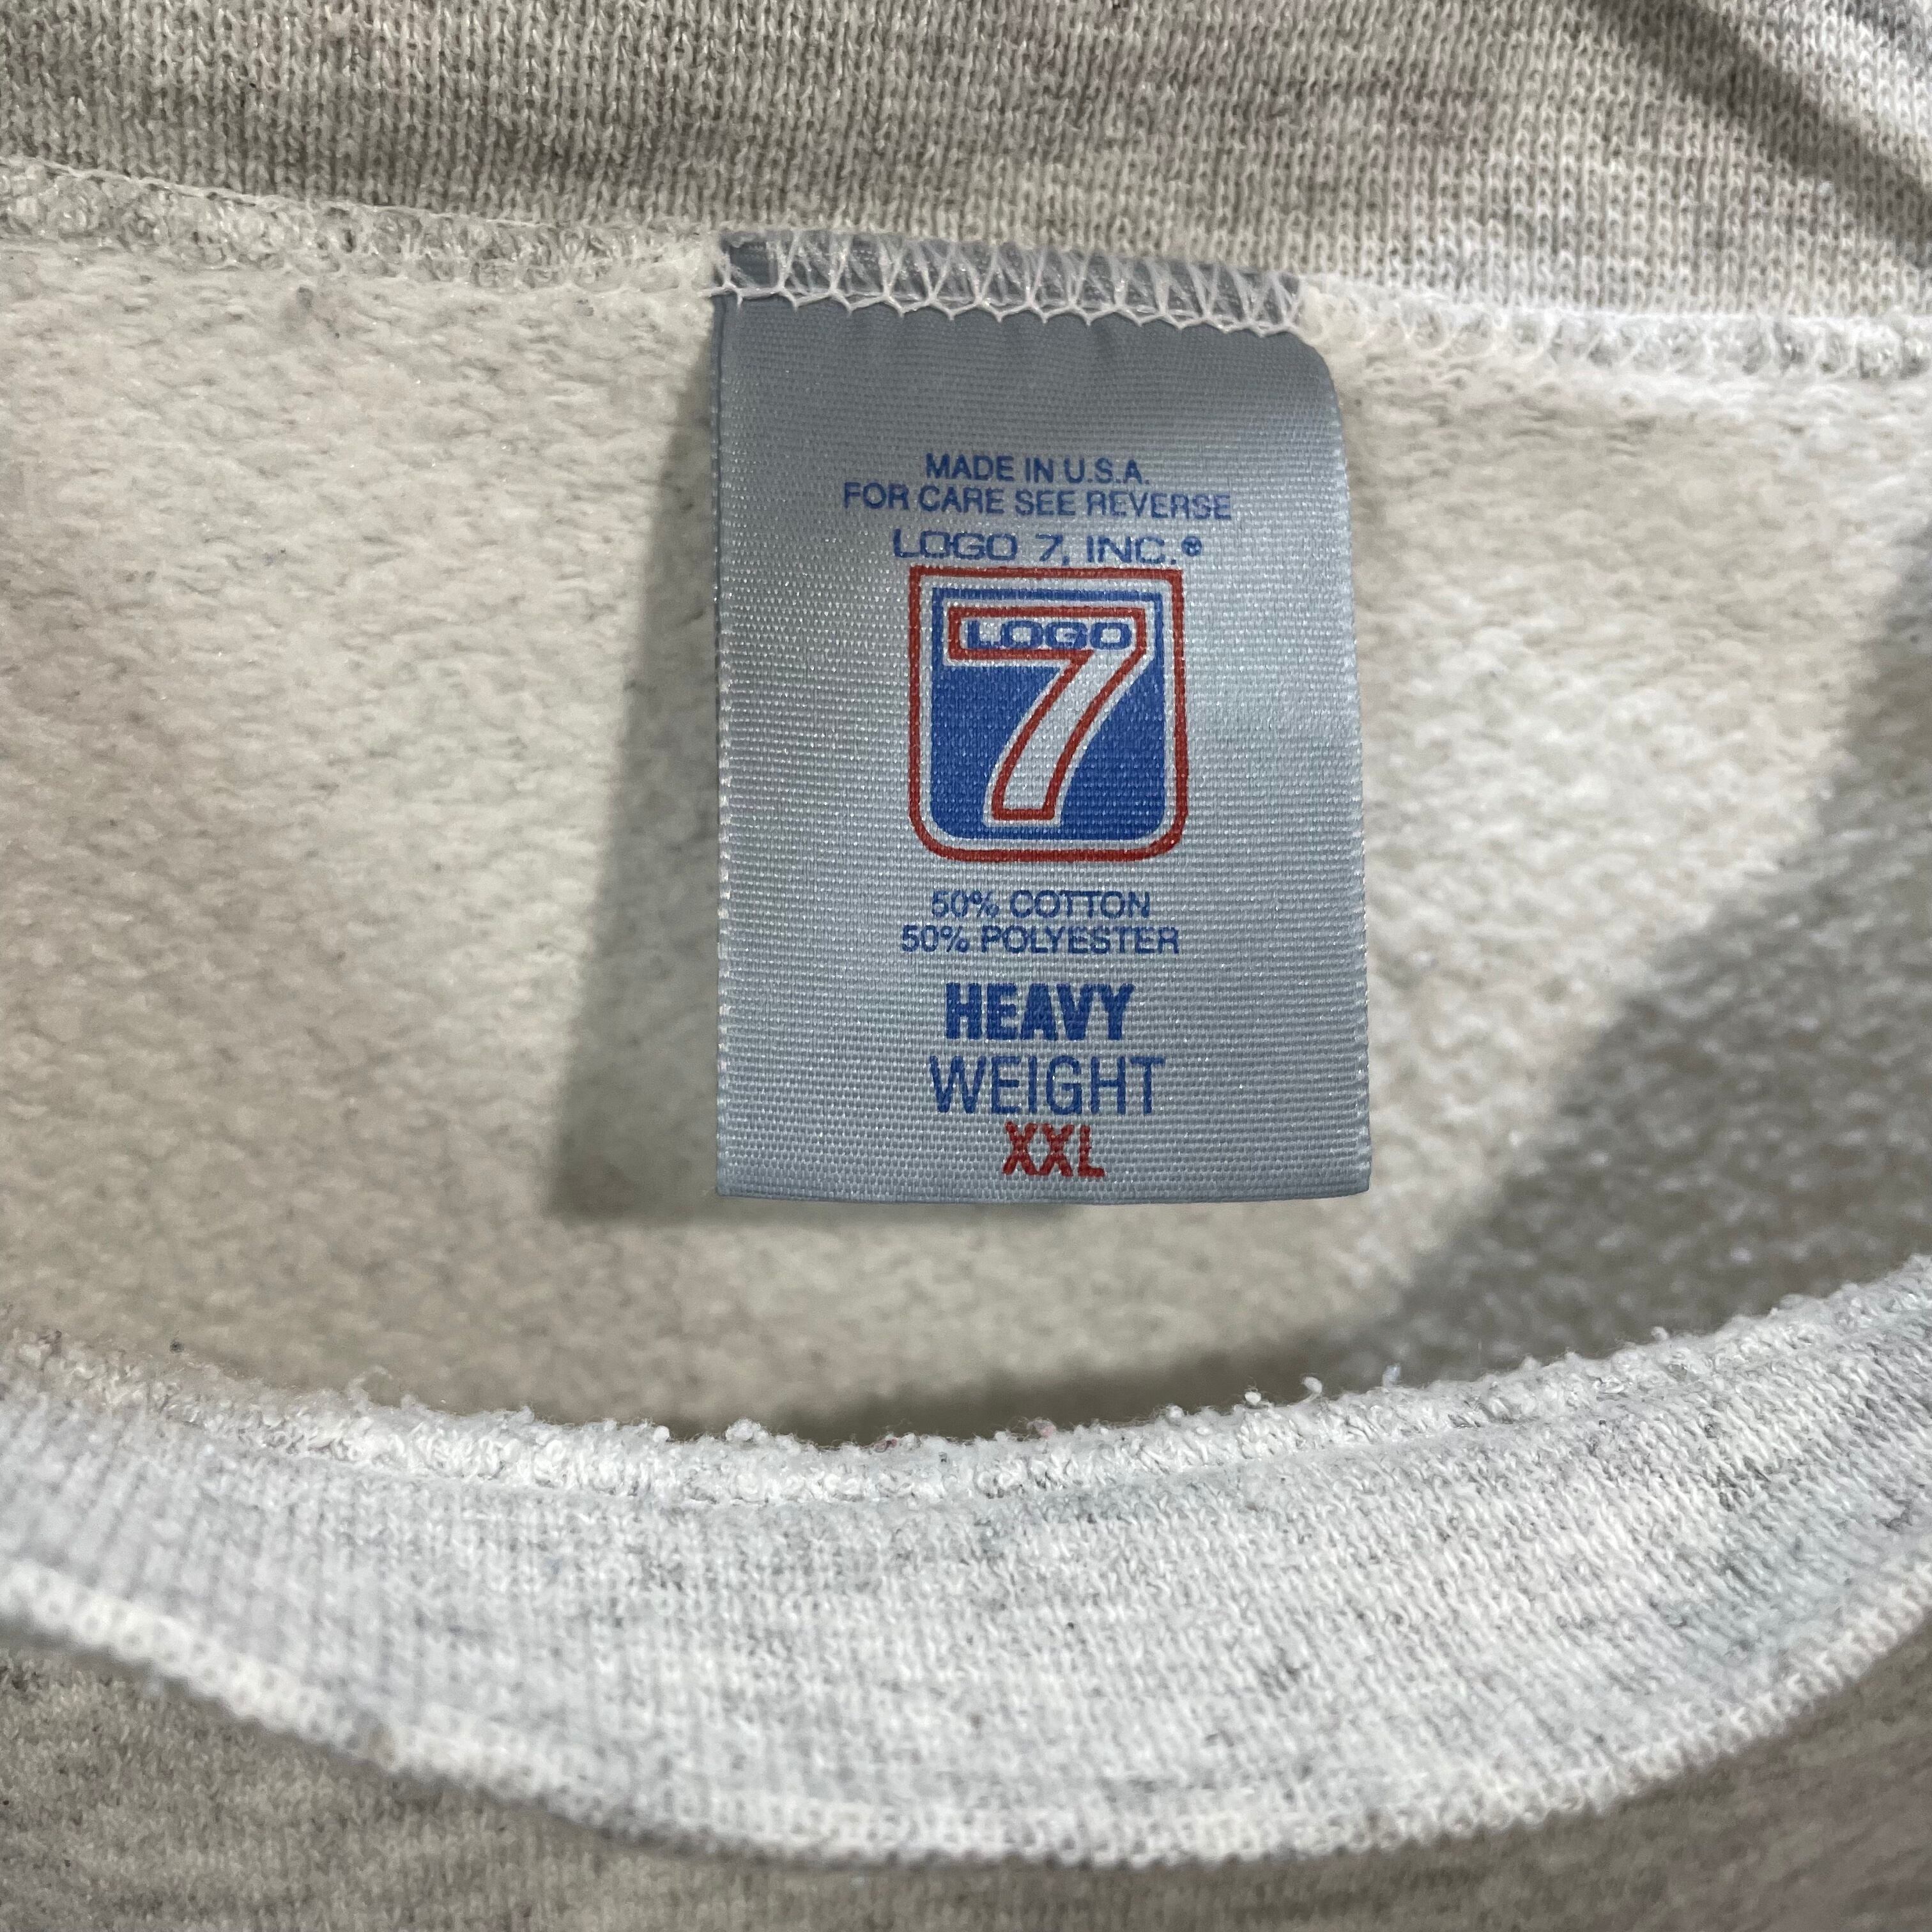 MADE IN U.S.A.
FOR CARE SEE REVERSE
LOGO 7, INC.®
LOGO
7
50% COTTON
50% POLYESTER
HEAVY
WEIGHT
XXL